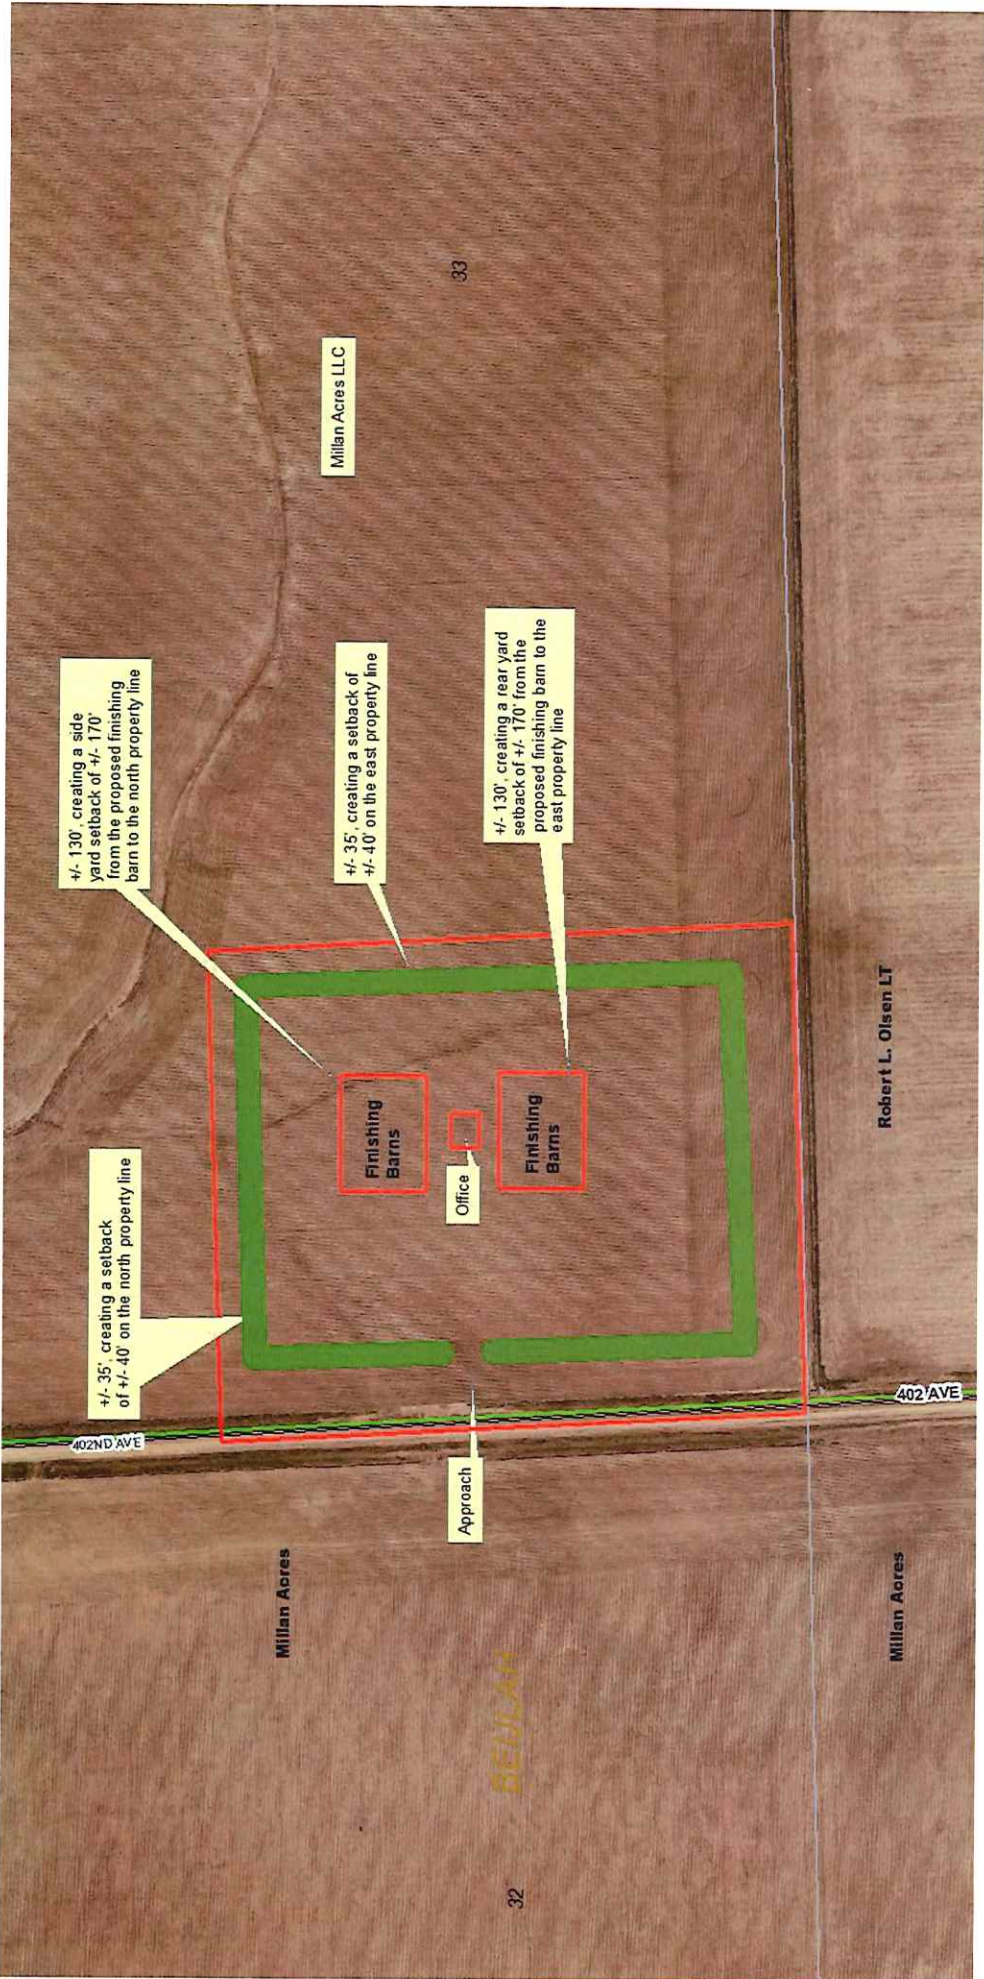 +/- 130', creating a side
yard setback of +/- 170'
from the proposed finishing
barn to the north property line
+/- 35', creating a setback
of +/- 40' on the north property line
402ND AVE
Millan Acres
Millan Acres LLC
33
+/- 35', creating a setback of
+/- 40' on the east property line
Finishing
Barns
Office
Approach
BEULAH
32
+/- 130', creating a rear yard
setback of +/- 170' from the
proposed finishing barn to the
east property line
Finishing
Barns
Robert L. Olsen LT
402 AVE
Millan Acres